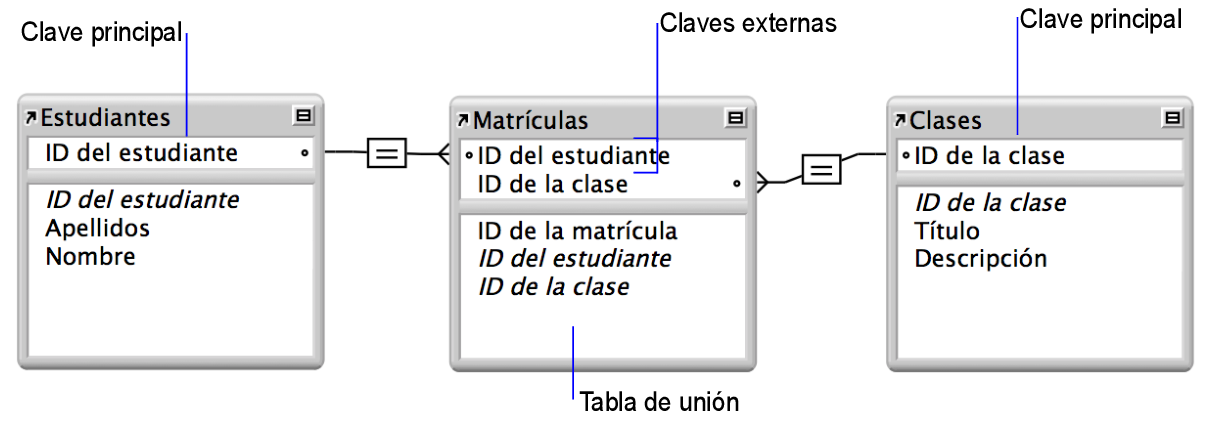 Clave principal
Claves externas
Clave principal
Estudiantes
ID del estudiante
ID del estudiante
Apellidos
Nombre
Matrículas
ID del estudiante
ID de la clase
ID de la matrícula
ID del estudiante
ID de la clase
Clases
ID de la clase
ID de la clase
Título
Descripción
Tabla de unión